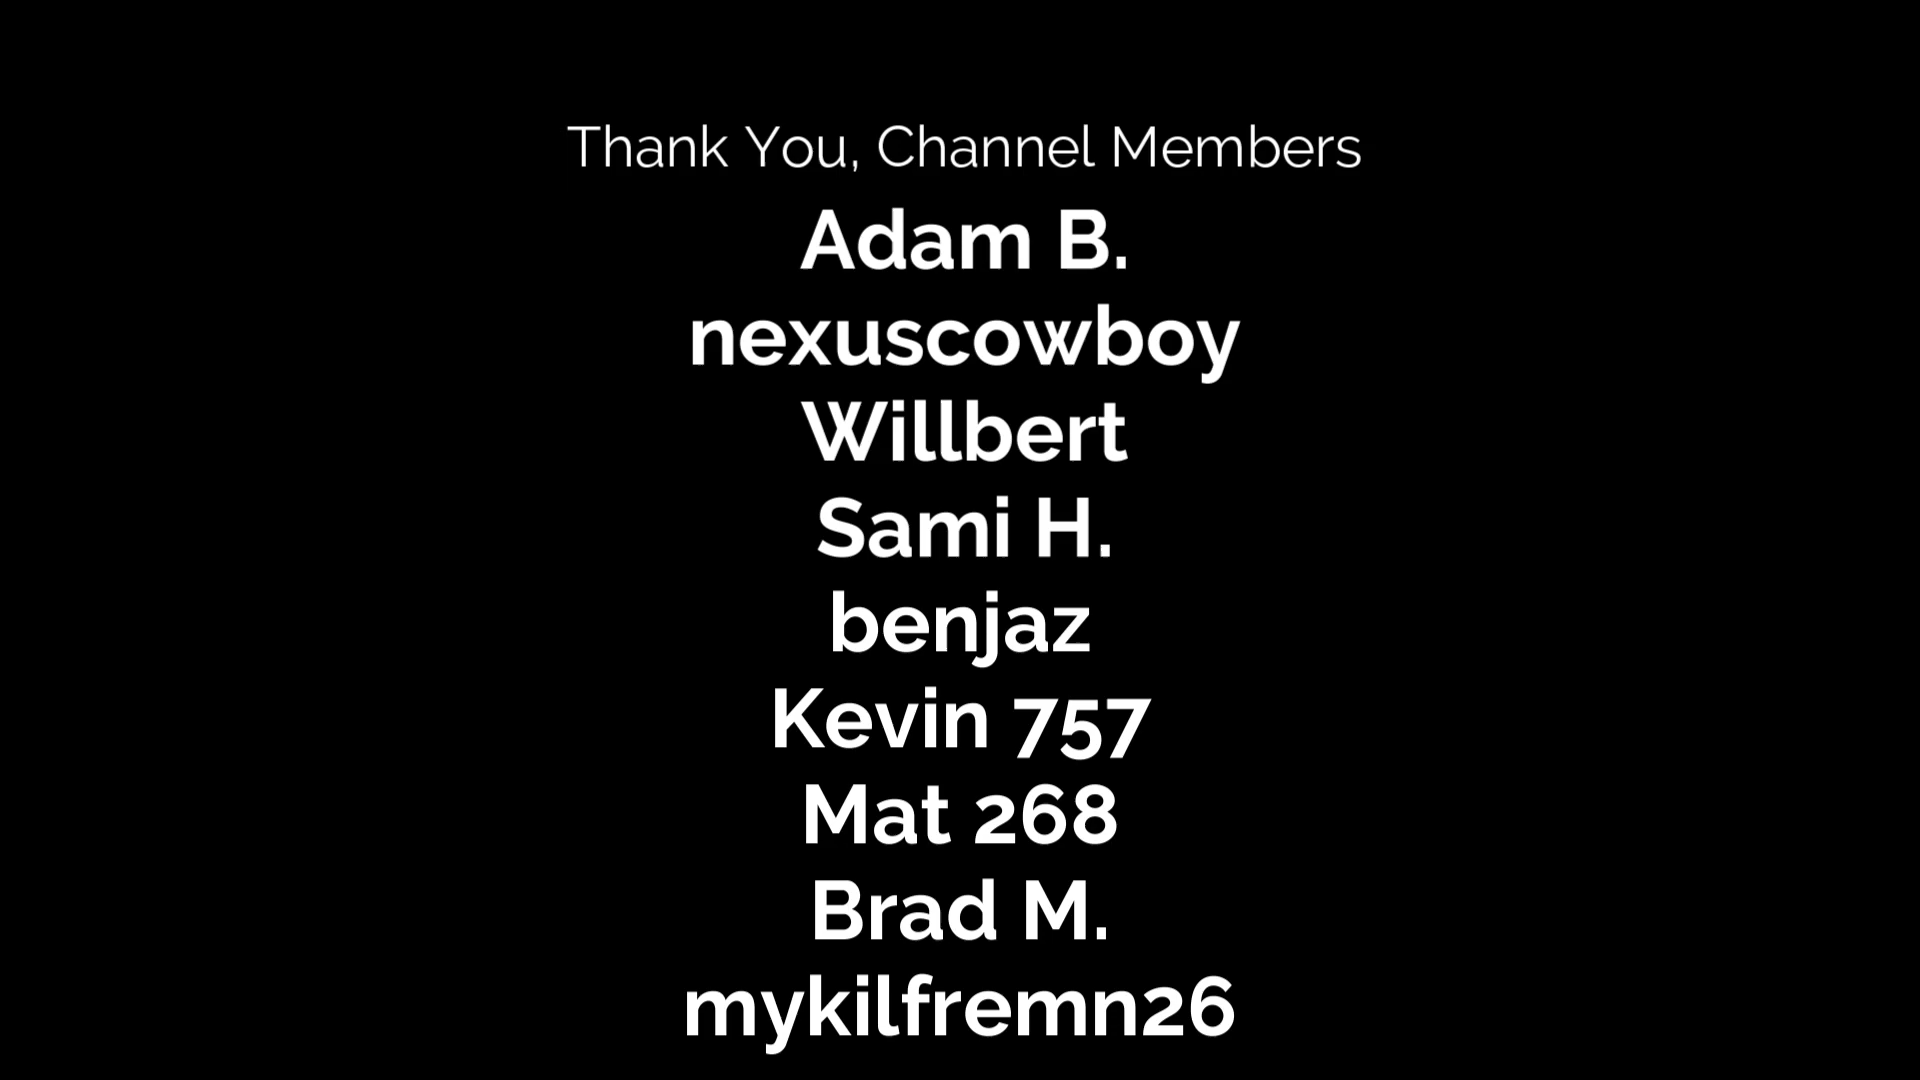 Thank You, Channel Members
Adam B.
nexuscowboy
Willbert
Sami H.
benjaz
Kevin 757
Mat 268
Brad M.
mykilfremn26